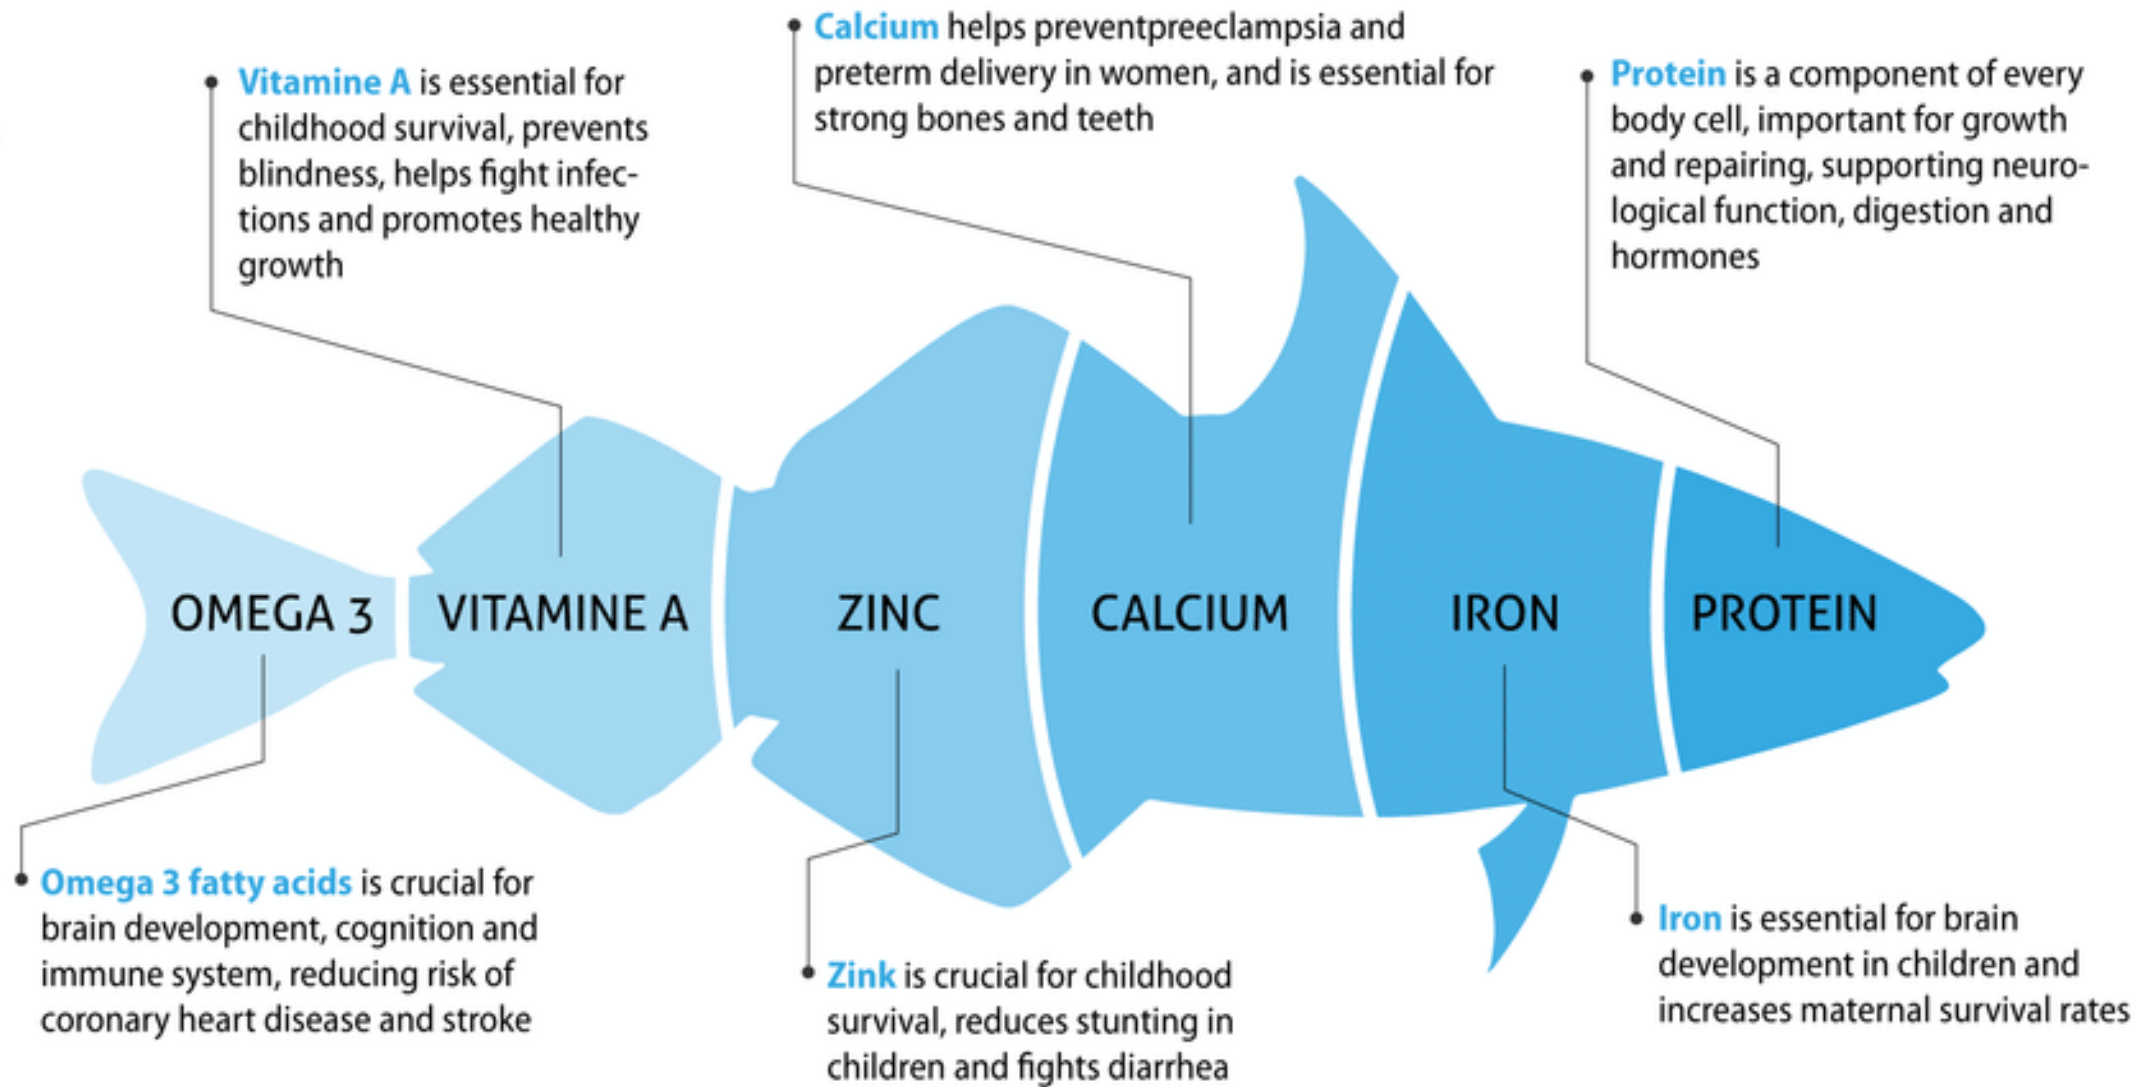 Calcium helps preventpreeclampsia and
preterm delivery in women, and is essential for
strong bones and teeth
Vitamine A is essential for
childhood survival, prevents
blindness, helps fight infec-
tions and promotes healthy
growth
Protein is a component of every
body cell, important for growth
and repairing, supporting neuro-
logical function, digestion and
hormones
OMEGA 3
VITAMINE A
ZINC
CALCIUM
IRON
PROTEIN
Omega 3 fatty acids is crucial for
brain development, cognition and
immune system, reducing risk of
coronary heart disease and stroke
Zink is crucial for childhood
survival, reduces stunting in
children and fights diarrhea
Iron is essential for brain
development in children and
increases maternal survival rates